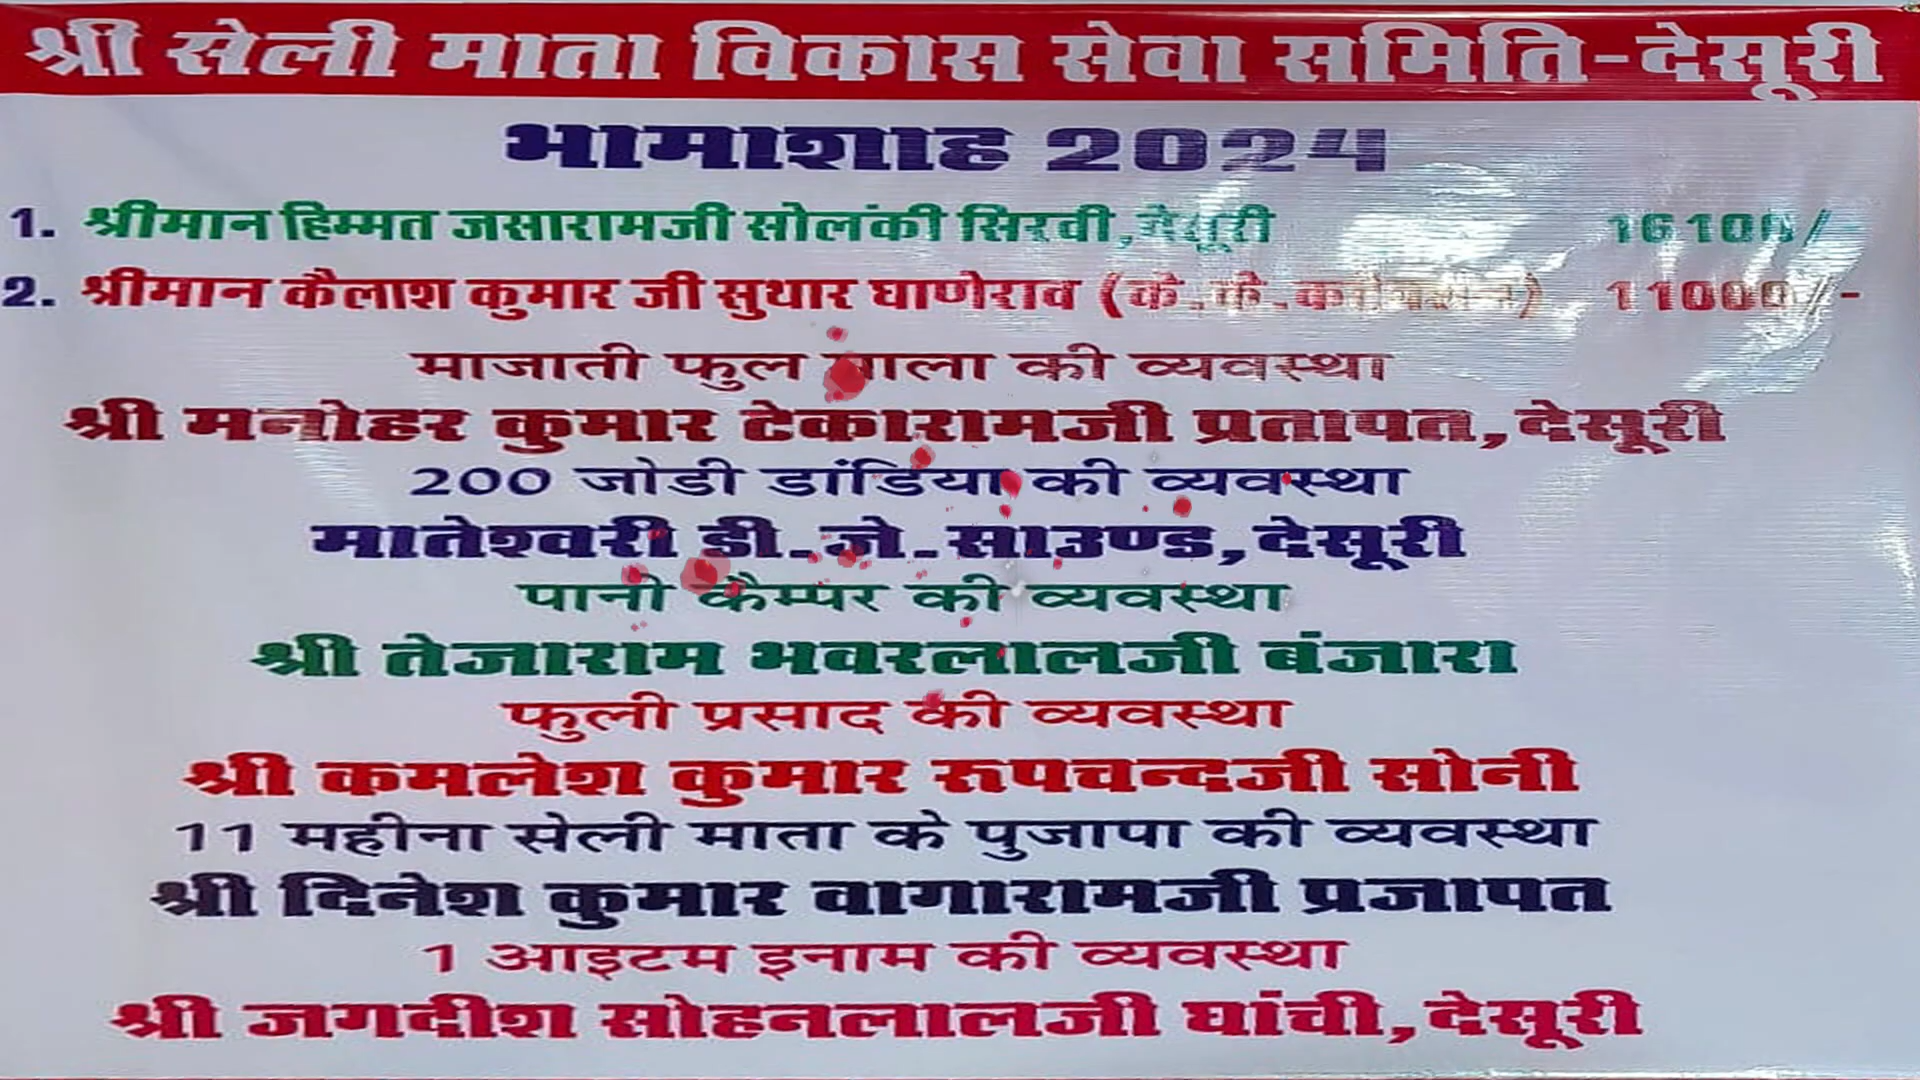 श्री सेली माता विकास सेवा समिति-देसूरी
भामाशाह 2024
1. श्रीमान हिम्मत जसारामजी सोलंकी सिरवी,देसूरी 16100/-
2. श्रीमान कैलाश कुमार जी सुथार घाणेराव (के.के. 11000/-
माजाती फुल माला की व्यवस्था
श्री मनोहर कुमार टेकारामजी प्रतापत,देसूरी
200 जोडी डांडिया की व्यवस्था
मातेश्वरी डी.जे.साउण्ड,देसूरी
पानी कैम्पर की व्यवस्था
श्री तेजाराम भवरलालजी बंजारा
फुली प्रसाद की व्यवस्था
श्री कमलेश कुमार रूपचन्दजी सोनी
11 महीना सेली माता के पुजापा की व्यवस्था
श्री दिनेश कुमार वागारामजी प्रजापत
1 आइटम इनाम की व्यवस्था
श्री जगदीश सोहनलालजी घांची,देसूरी